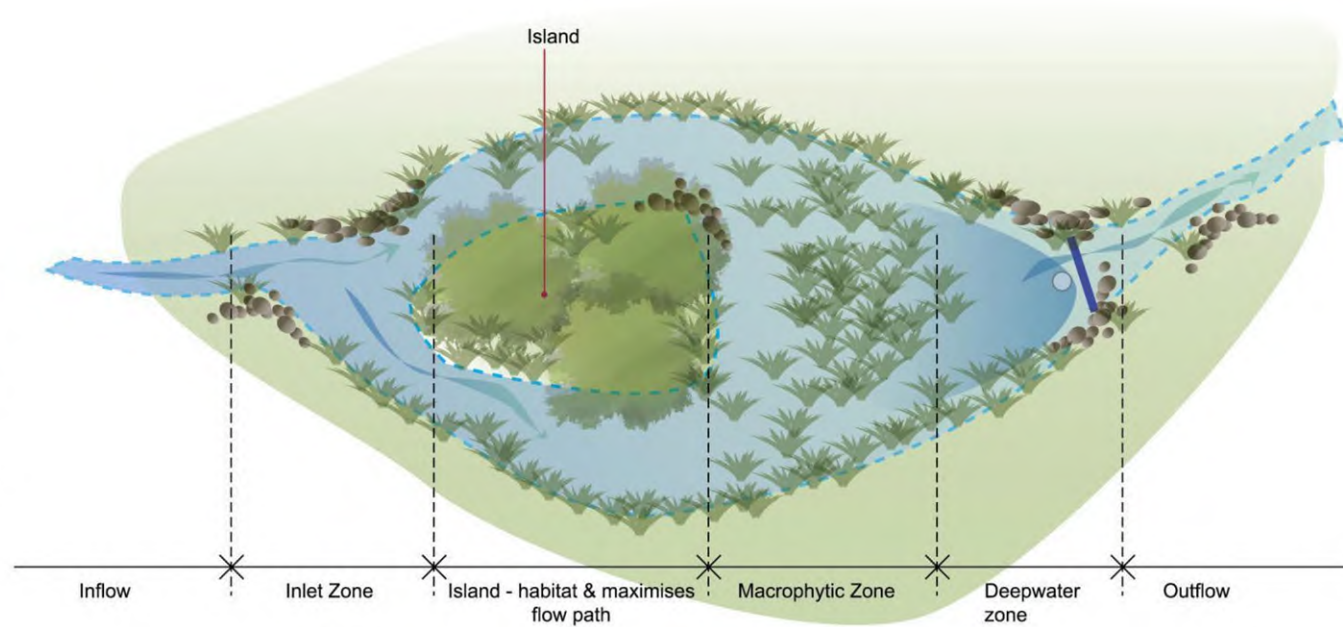 Island
Inflow
Inlet Zone
Island - habitat & maximises
flow path
Macrophytic Zone
Deepwater
zone
Outflow